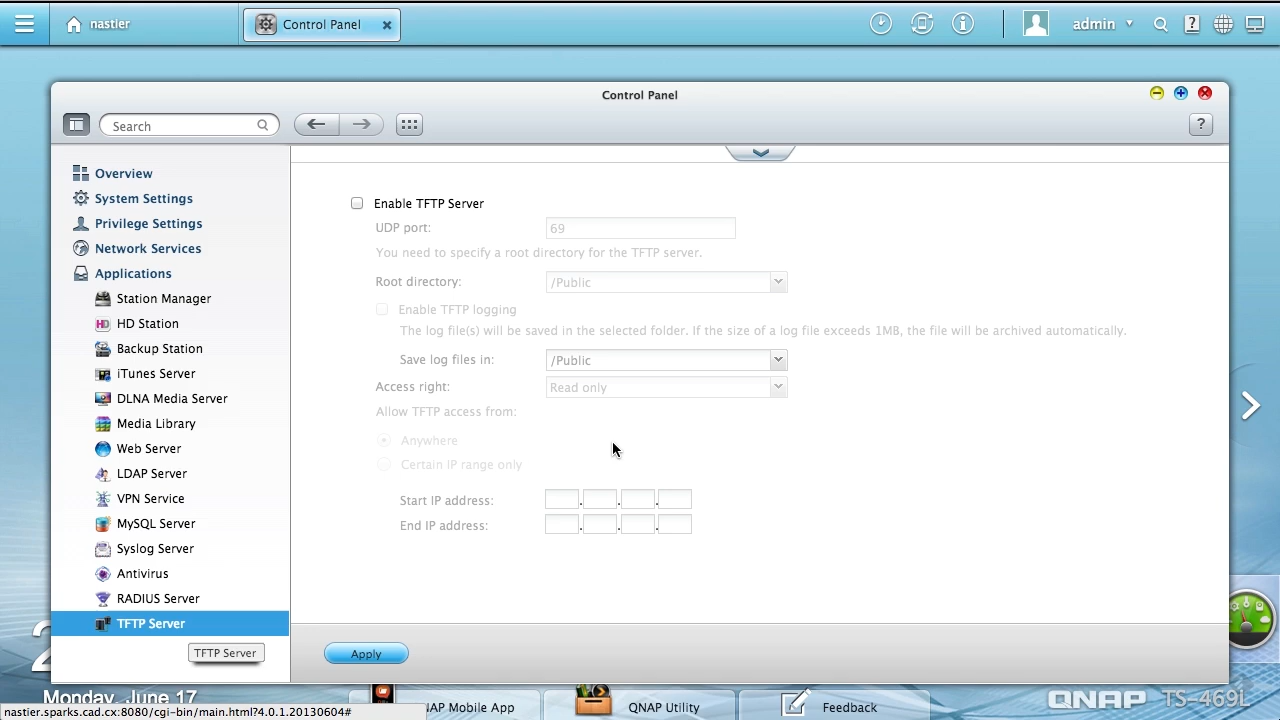 nastier
Control Panel
admin
Control Panel
Search
?
Overview
System Settings
Privilege Settings
Network Services
Applications
Station Manager
HD Station
Backup Station
iTunes Server
DLNA Media Server
Media Library
Web Server
LDAP Server
VPN Service
MySQL Server
Syslog Server
Antivirus
RADIUS Server
TFTP Server
TFTP Server
Enable TFTP Server
UDP port: 69
You need to specify a root directory for the TFTP server.
Root directory: /Public
Enable TFTP logging
The log file(s) will be saved in the selected folder. If the size of a log file exceeds 1MB, the file will be archived automatically.
Save log files in: /Public
Access right: Read only
Allow TFTP access from:
Anywhere
Certain IP range only
Start IP address: . . .
End IP address: . . .
Apply
2
Monday, June 17
NAP Mobile App
QNAP Utility
Feedback
QNAP TS-469L
nastier.sparks.cad.cx:8080/cgi-bin/main.html?4.0.1.20130604#